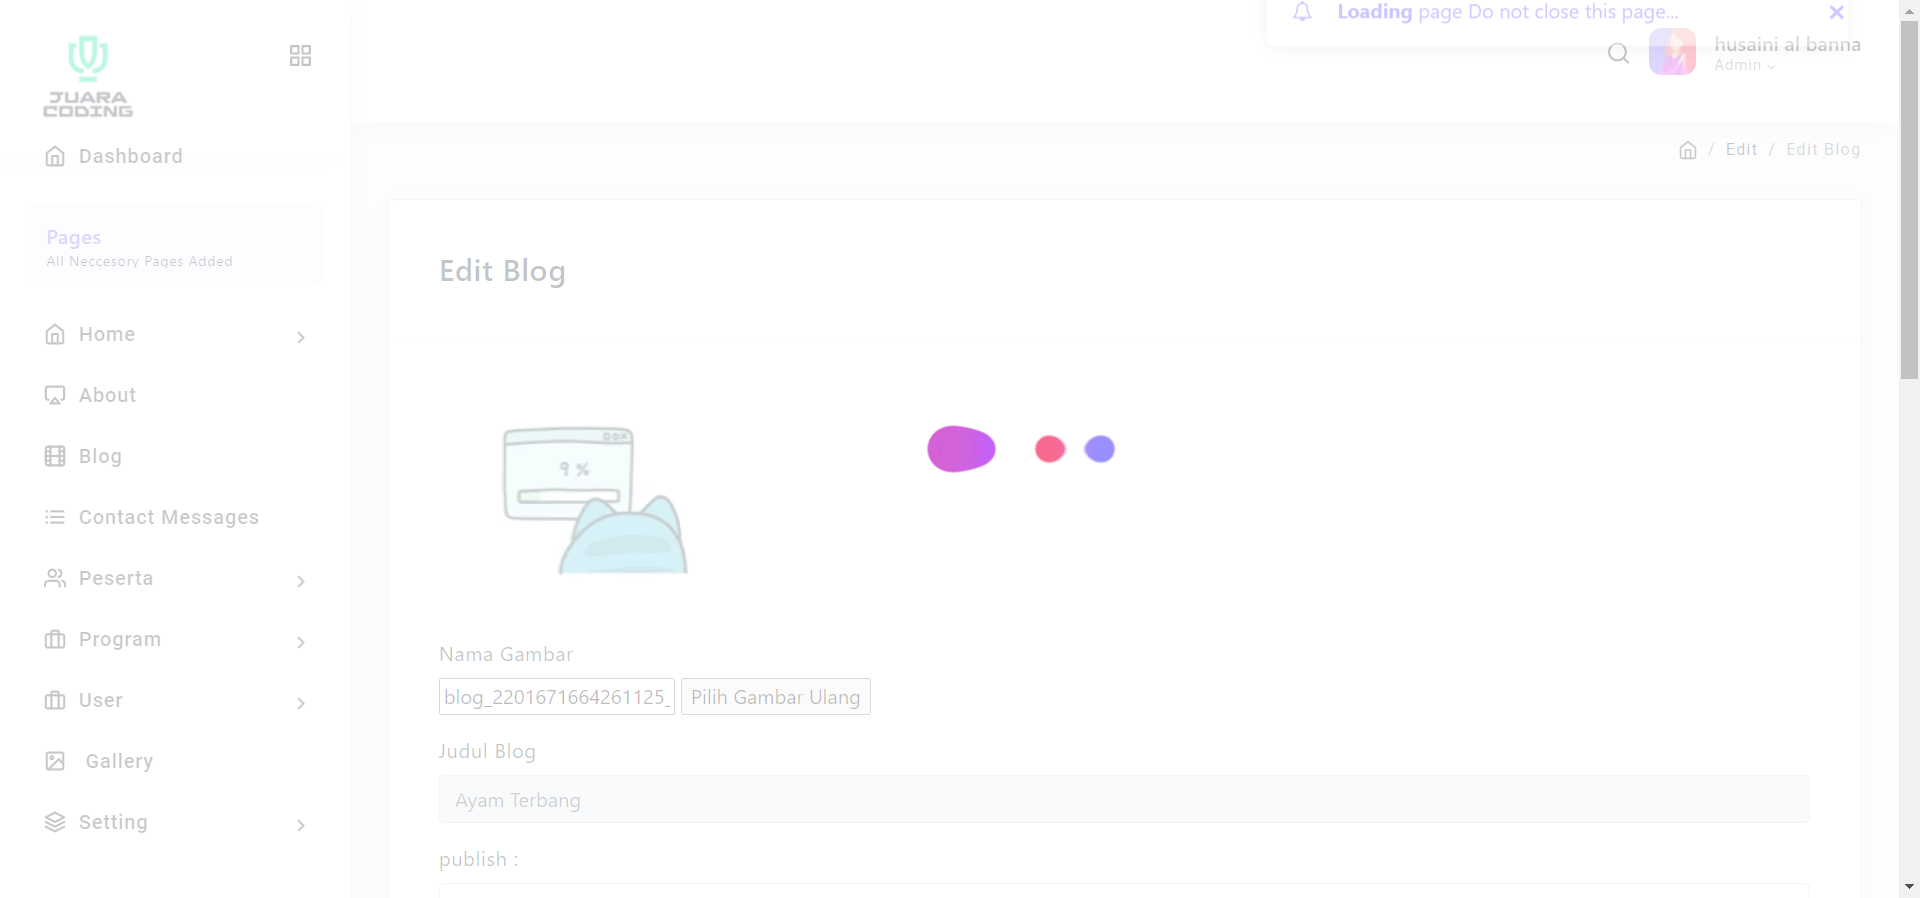 Loading page Do not close this page...
husaini al banna
Admin
JUARA
CODING
Dashboard
/ Edit / Edit Blog
Pages
All Neccesory Pages Added
Edit Blog
Home
About
Blog
Contact Messages
Peserta
Program
User
Gallery
Setting
9 %
Nama Gambar
blog_2201671664261125_
Pilih Gambar Ulang
Judul Blog
Ayam Terbang
publish :